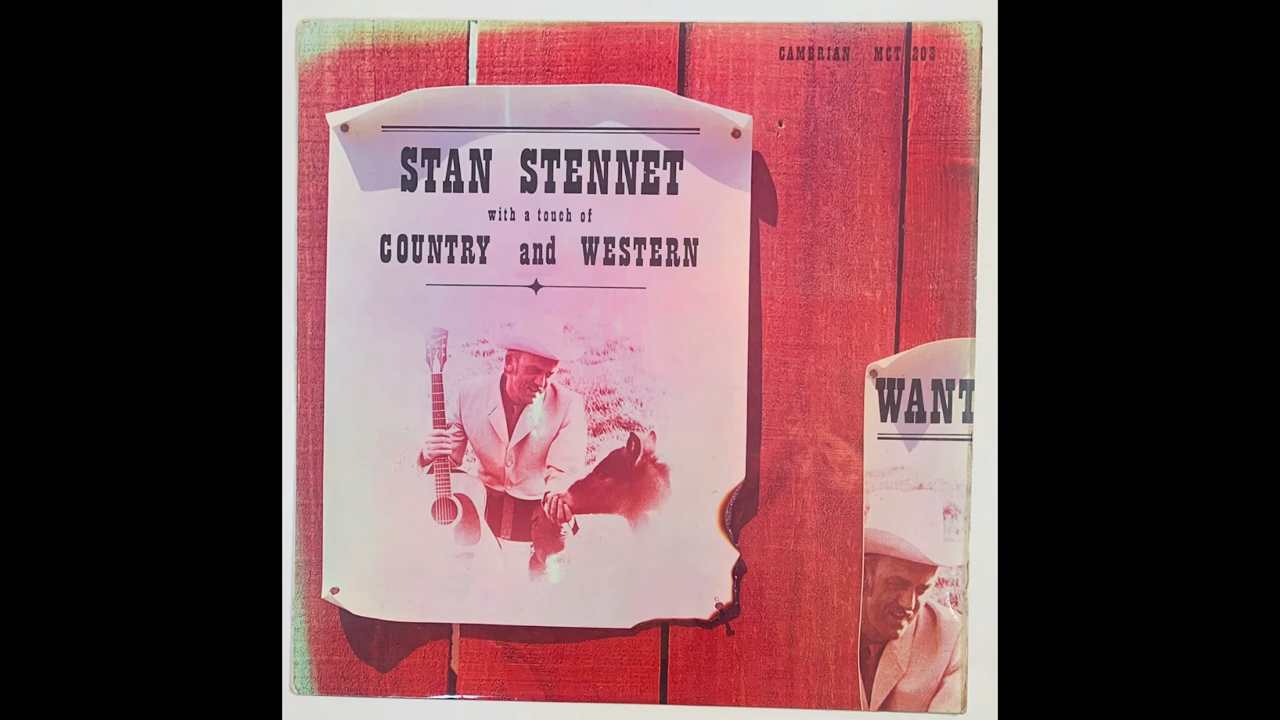 CAMBRIAN MCT 203
STAN STENNET
with a touch of
COUNTRY and WESTERN
WANT